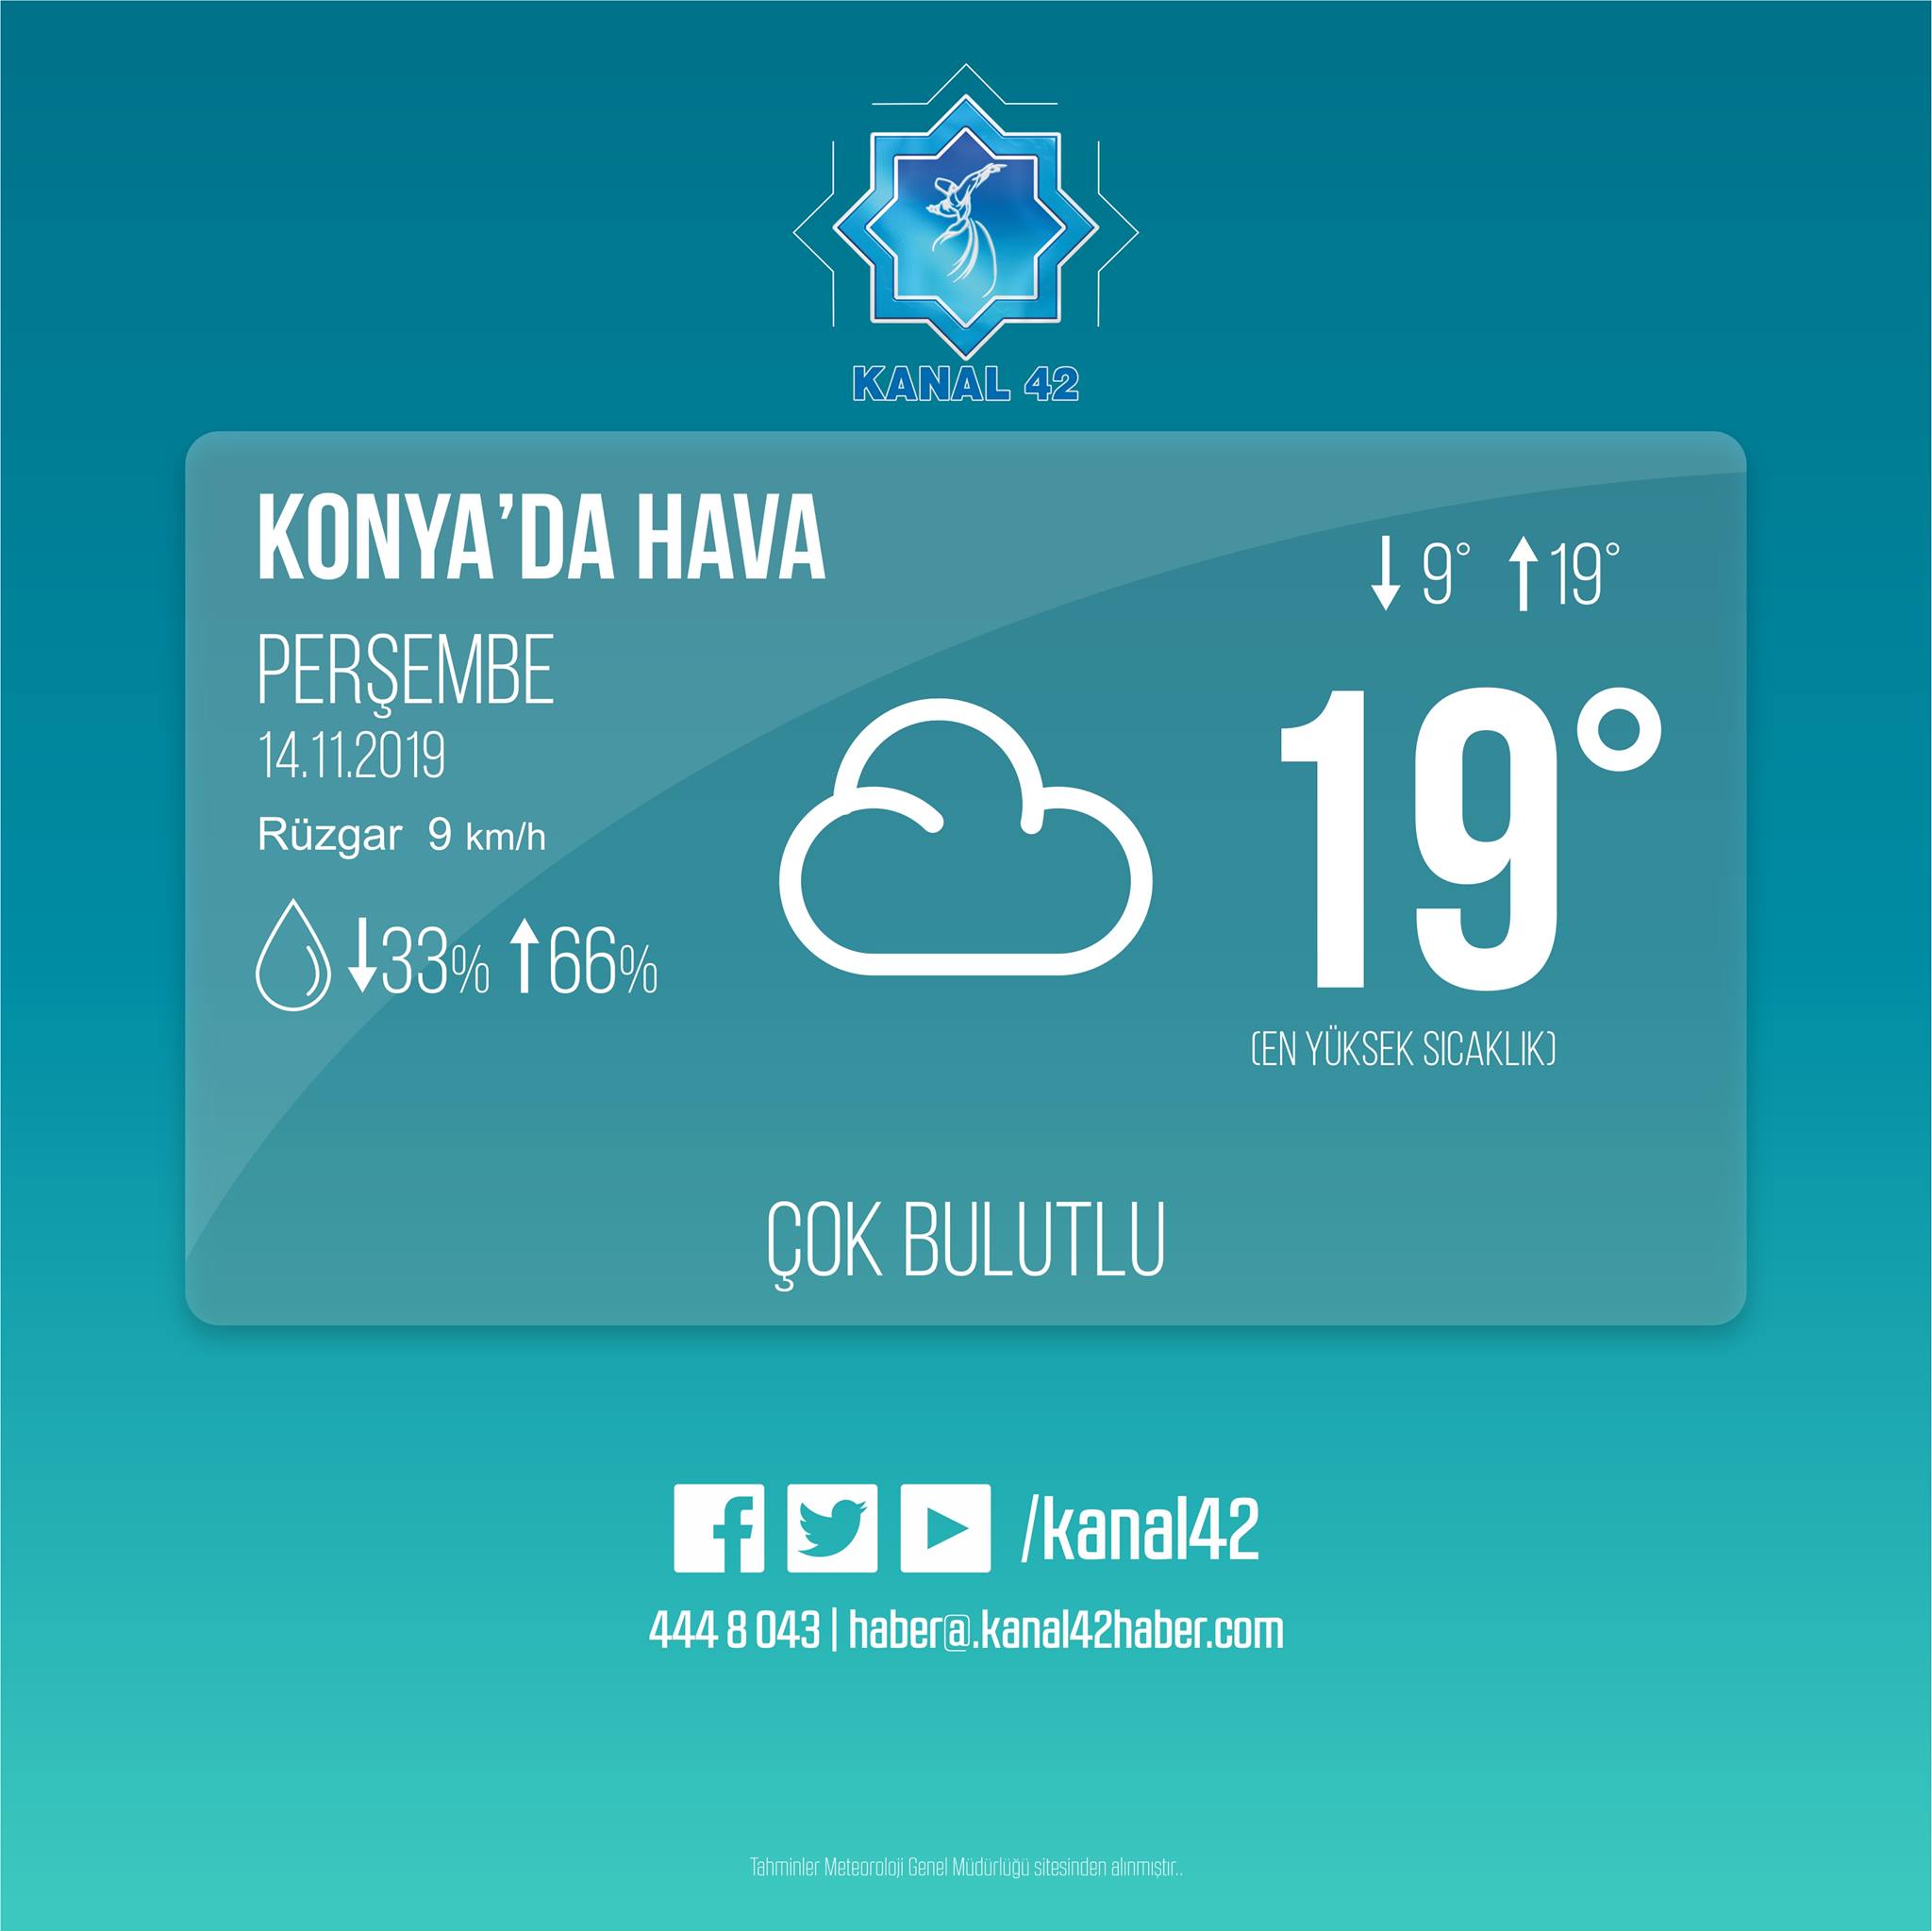 KANAL 42
KONYA'DA HAVA
9° 19°
PERŞEMBE
14.11.2019
Rüzgar 9 km/h
33% 66%
19°
(EN YÜKSEK SICAKLIK)
ÇOK BULUTLU
/kanal42
444 8 043 | haber@.kanal42haber.com
Tahminler Meteoroloji Genel Müdürlüğü sitesinden alınmıştır..